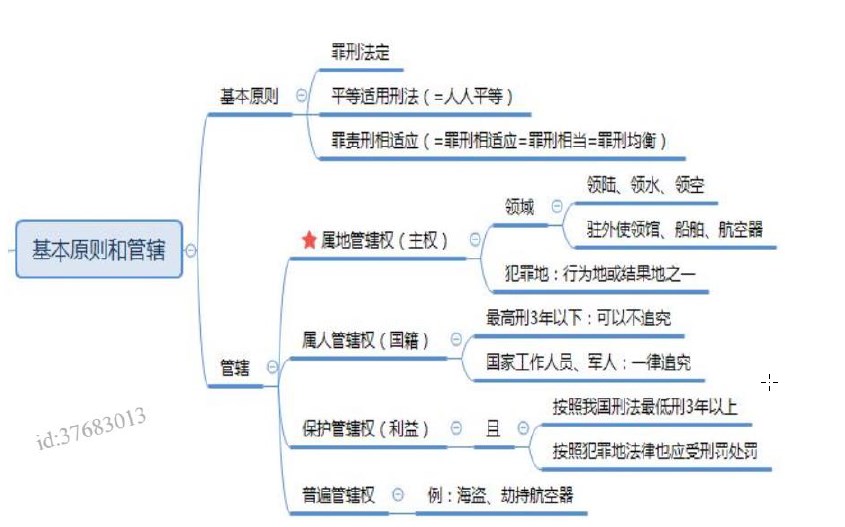 罪刑法定
基本原则
平等适用刑法（=人人平等）
罪责刑相适应（=罪刑相适应=罪刑相当=罪刑均衡）
基本原则和管辖
管辖
属地管辖权（主权）
领域
领陆、领水、领空
驻外使领馆、船舶、航空器
犯罪地：行为地或结果地之一
属人管辖权（国籍）
最高刑3年以下：可以不追究
国家工作人员、军人：一律追究
保护管辖权（利益）
且
按照我国刑法最低刑3年以上
按照犯罪地法律也应受刑罚处罚
普遍管辖权
例：海盗、劫持航空器
id:37683013